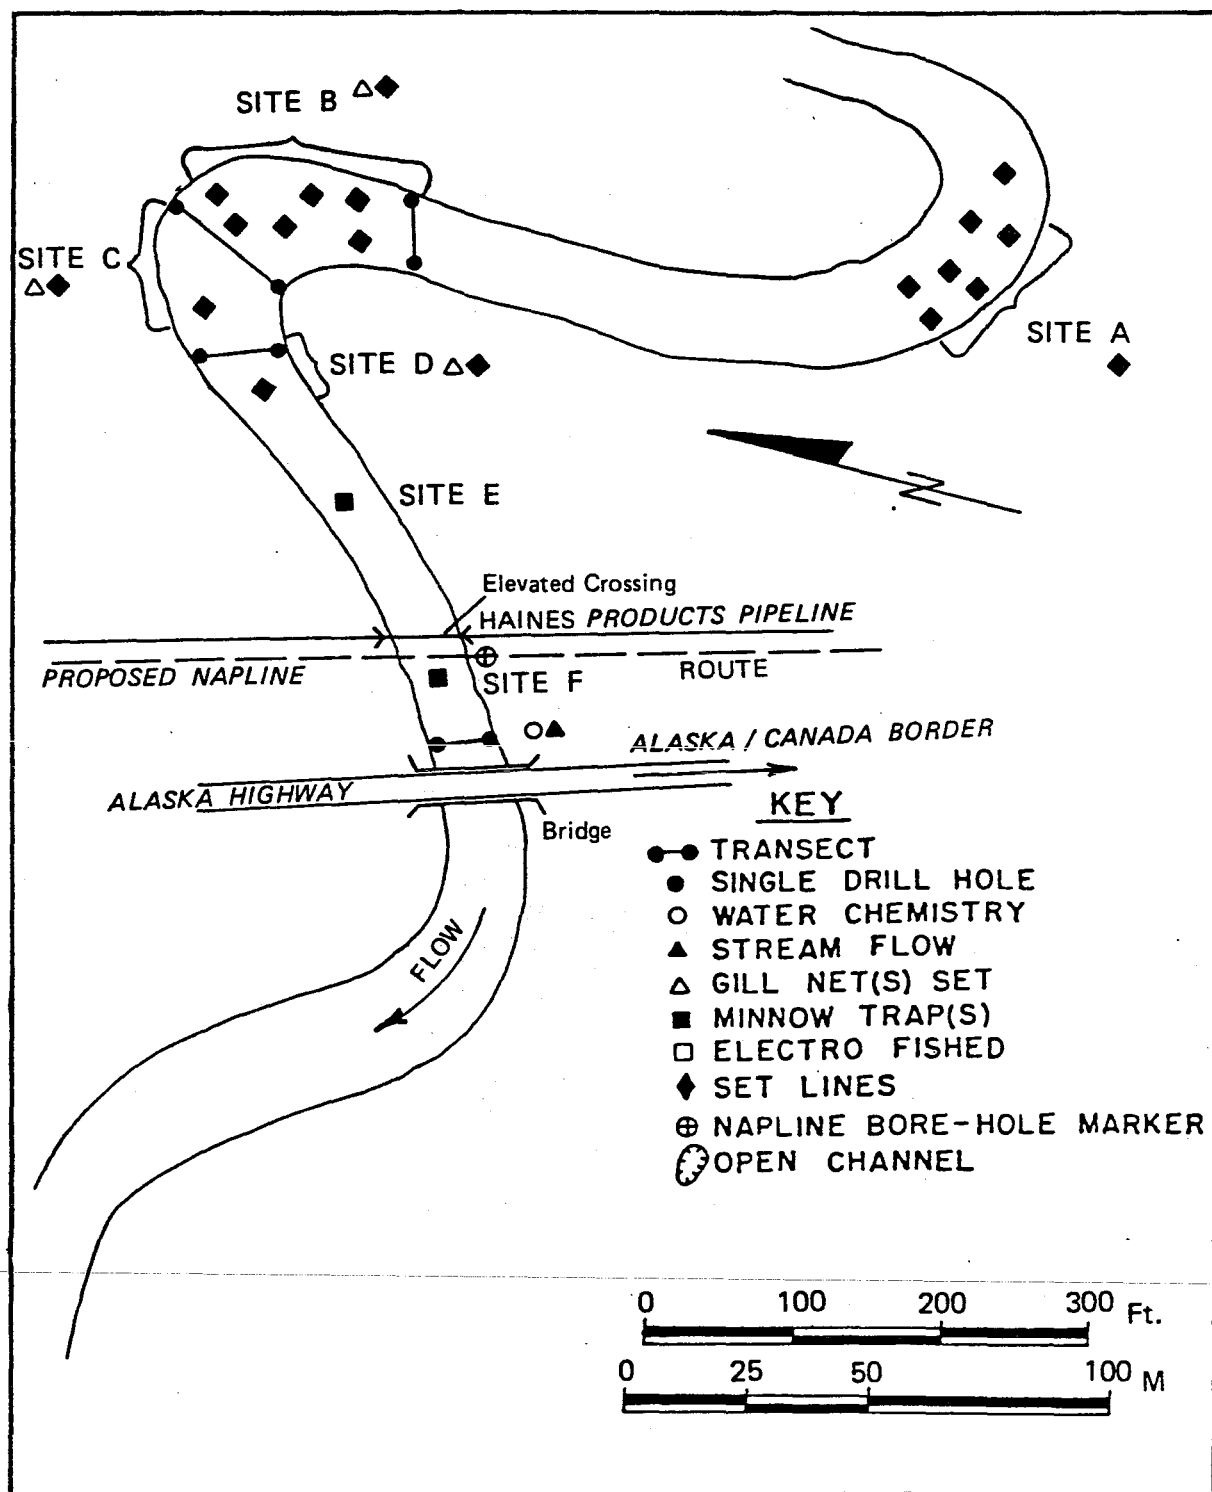 SITE B
SITE C
SITE A
SITE D
N
SITE E
Elevated Crossing
HAINES PRODUCTS PIPELINE
PROPOSED NAPLINE
ROUTE
SITE F
ALASKA / CANADA BORDER
ALASKA HIGHWAY
Bridge
FLOW
KEY
TRANSECT
SINGLE DRILL HOLE
WATER CHEMISTRY
STREAM FLOW
GILL NET(S) SET
MINNOW TRAP(S)
ELECTRO FISHED
SET LINES
NAPLINE BORE-HOLE MARKER
OPEN CHANNEL
0 100 200 300 Ft.
0 25 50 100 M